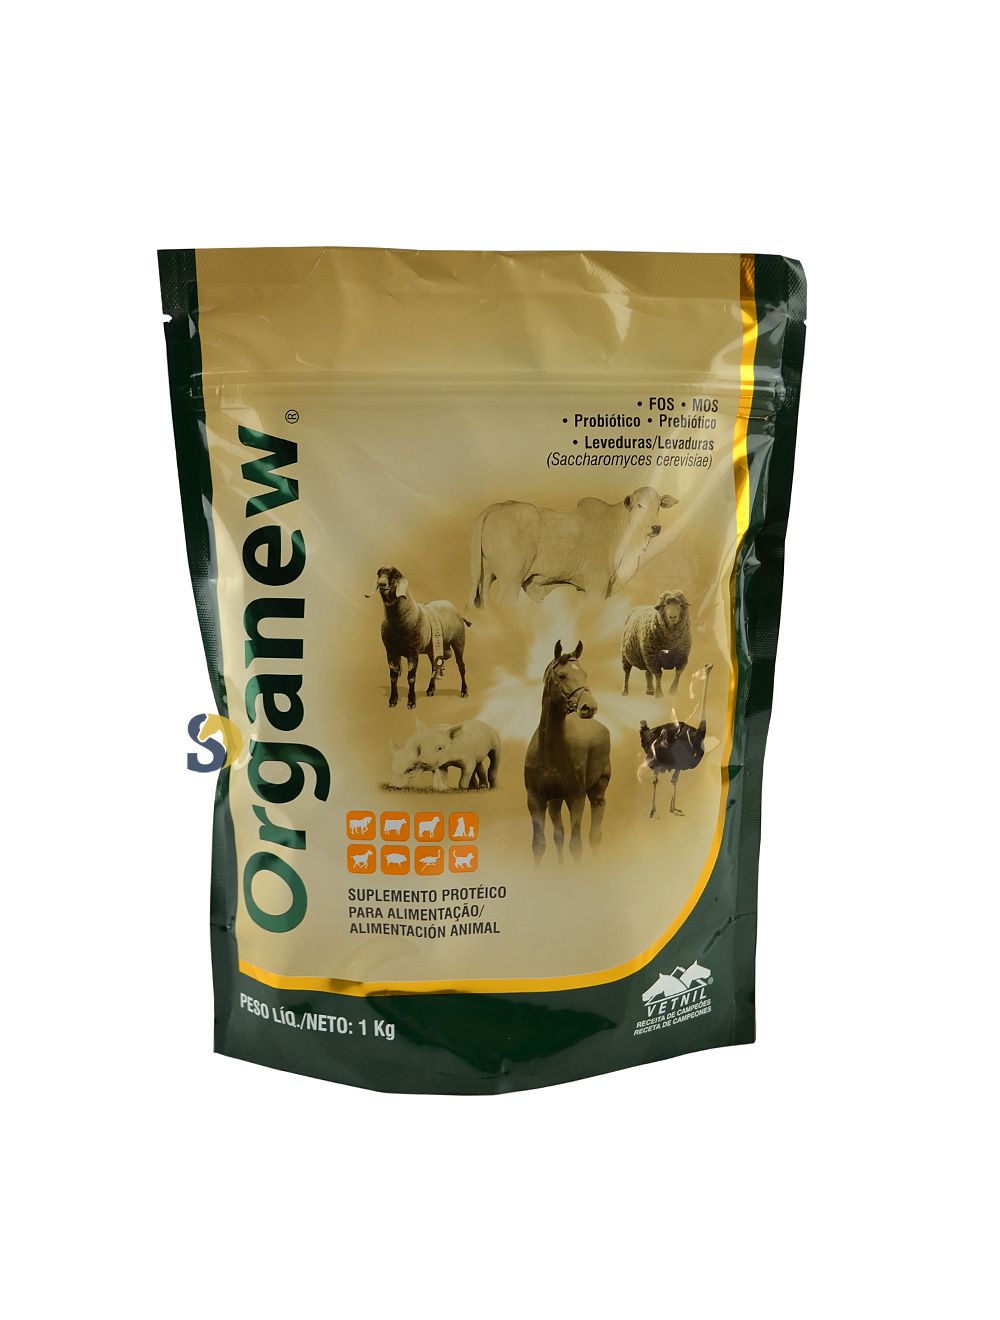 • FOS • MOS
• Probiótico • Prebiótico
• Leveduras/Levaduras
(Saccharomyces cerevisiae)
Organew®
SUPLEMENTO PROTÉICO
PARA ALIMENTAÇÃO/
ALIMENTACIÓN ANIMAL
PESO LÍQ./NETO: 1 Kg
VETNIL®
RECEITA DE CAMPEÕES
RECETA DE CAMPEONES
S